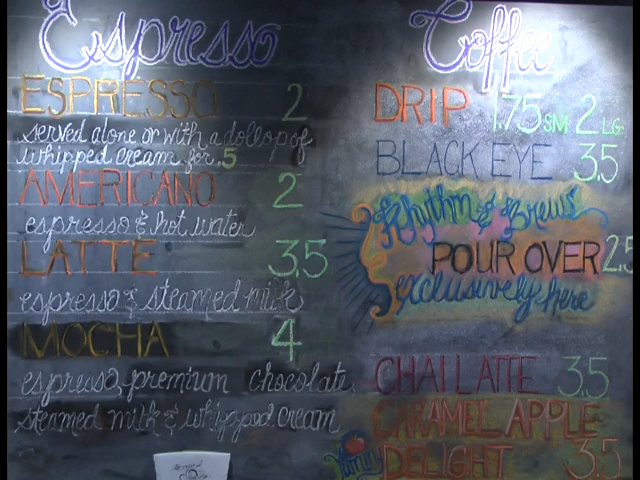 Espresso
ESPRESSO 2
served alone or with a dollop of
whipped cream for .5
AMERICANO 2
espresso & hot water
LATTE 3.5
espresso & steamed milk
MOCHA 4
espresso, premium chocolate,
steamed milk & whipped cream
Coffee
DRIP 1.75 SM 2 LG
BLACK EYE 3.5
Rhythm & Brews
POUR OVER 2.5
exclusively here
CHAI LATTE 3.5
CARAMEL APPLE
Yum DELIGHT 3.5